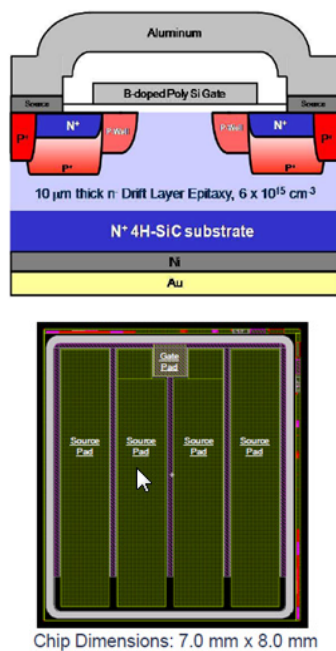 Aluminum
B-doped Poly Si Gate
Source Source
N⁺ P-Well P-Well N⁺
P⁺ P⁺
P⁺ P⁺
10 μm thick n⁻ Drift Layer Epitaxy, 6 x 10¹⁵ cm⁻³
N⁺ 4H-SiC substrate
Ni
Au
Gate
Pad
Source Source Source Source
Pad Pad Pad Pad
Chip Dimensions: 7.0 mm x 8.0 mm